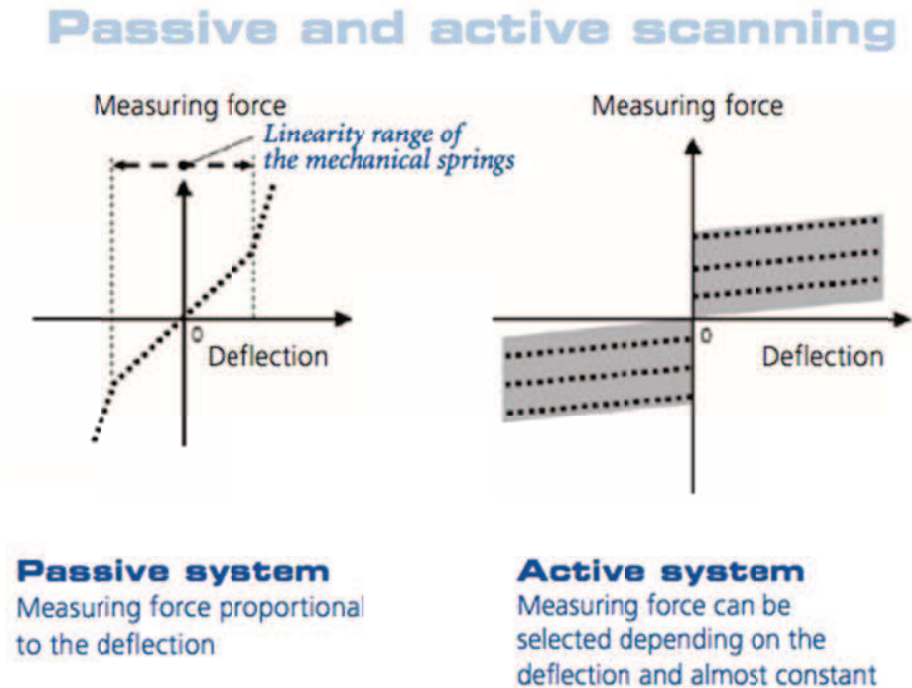 Passive and active scanning
Measuring force
Linearity range of
the mechanical springs
0
Deflection
Measuring force
0
Deflection
Passive system
Measuring force proportional
to the deflection
Active system
Measuring force can be
selected depending on the
deflection and almost constant